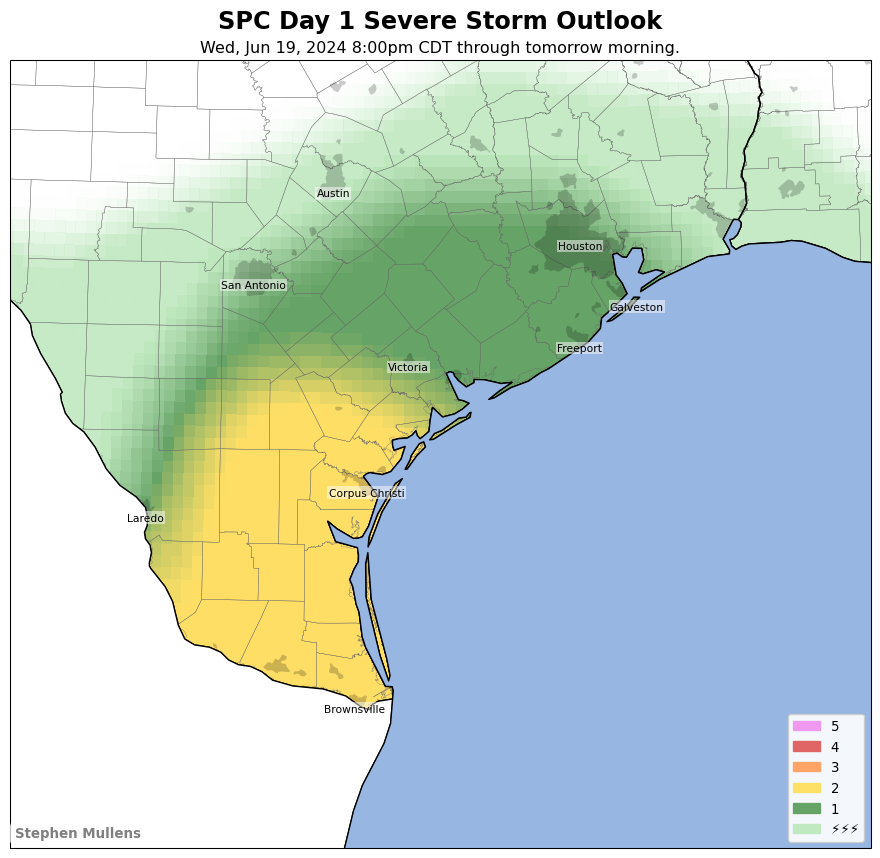 SPC Day 1 Severe Storm Outlook
Wed, Jun 19, 2024 8:00pm CDT through tomorrow morning.
Austin
Houston
San Antonio
Galveston
Freeport
Victoria
Corpus Christi
Laredo
Brownsville
5
4
3
2
1
⚡⚡⚡
Stephen Mullens